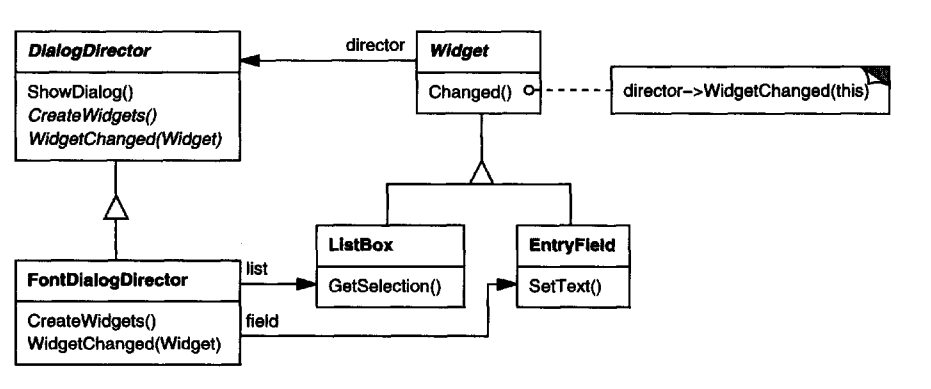 DialogDirector
ShowDialog()
CreateWidgets()
WidgetChanged(Widget)
director
Widget
Changed()
director–>WidgetChanged(this)
ListBox
GetSelection()
EntryField
SetText()
FontDialogDirector
CreateWidgets()
WidgetChanged(Widget)
list
field